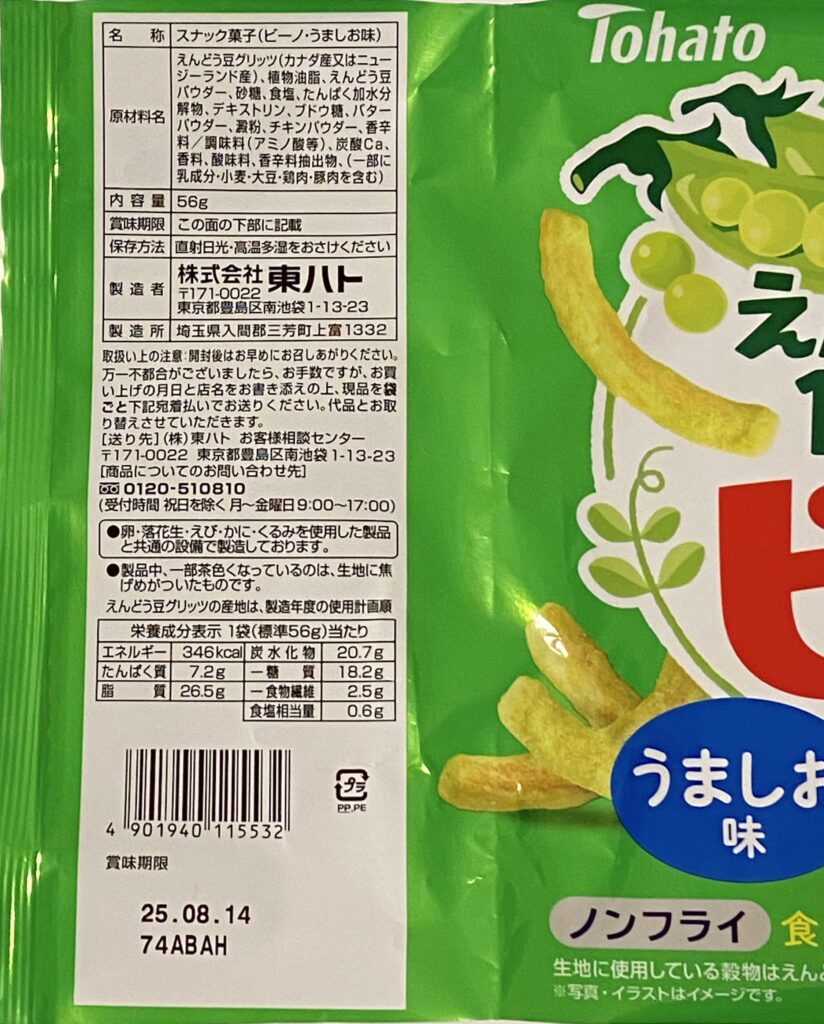 名 称 スナック菓子(ビーノ・うましお味)
原材料名
えんどう豆グリッツ(カナダ産又はニュー
ジーランド産)、植物油脂、えんどう豆
パウダー、砂糖、食塩、たんぱく加水分
解物、デキストリン、ブドウ糖、バター
パウダー、澱粉、チキンパウダー、香辛
料/調味料(アミノ酸等)、炭酸Ca、
香料、酸味料、香辛料抽出物、(一部に
乳成分・小麦・大豆・鶏肉・豚肉を含む)
内容量 56g
賞味期限 この面の下部に記載
保存方法 直射日光・高温多湿をおさけください
製造者 株式会社 東ハト
〒171-0022
東京都豊島区南池袋1-13-23
製造所 埼玉県入間郡三芳町上富1332
取扱い上の注意:開封後はお早めにお召しあがりください。
万一不都合がございましたら、お手数ですが、お買
い上げの月日と店名をお書き添えの上、現品を袋
ごと下記宛着払いでお送りください。代品とお取
り替えさせていただきます。
[送り先](株)東ハト お客様相談センター
〒171-0022 東京都豊島区南池袋1-13-23
[商品についてのお問い合わせ先]
0120-510810
(受付時間 祝日を除く 月〜金曜日9:00〜17:00)
●卵・落花生・えび・かに・くるみを使用した製品
と共通の設備で製造しております。
●製品中、一部茶色くなっているのは、生地に焦
げめがついたものです。
えんどう豆グリッツの産地は、製造年度の使用計画順
栄養成分表示 1袋(標準56g)当たり
エネルギー 346kcal 炭水化物 20.7g
たんぱく質 7.2g ー糖質 18.2g
脂質 26.5g ー食物繊維 2.5g
食塩相当量 0.6g
4 901940 115532
プラ
PP,PE
賞味期限
25.08.14
74ABAH
Tohato
え
ビ
うましお
味
ノンフライ 食
生地に使用している穀物はえん
※写真・イラストはイメージです。